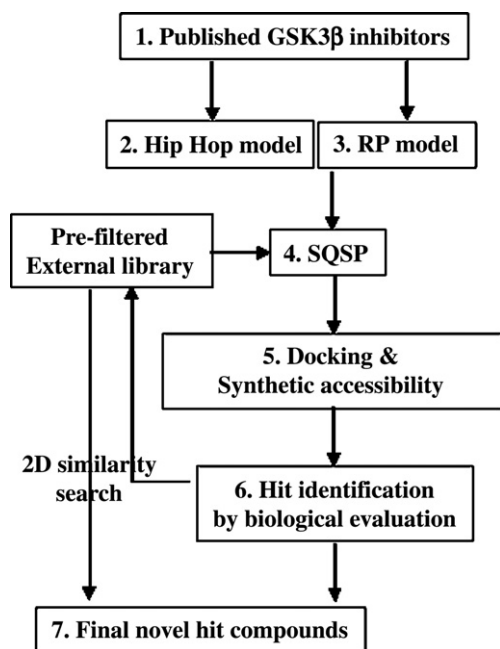 1. Published GSK3β inhibitors
2. Hip Hop model
3. RP model
Pre-filtered
External library
4. SQSP
5. Docking &
Synthetic accessibility
2D similarity
search
6. Hit identification
by biological evaluation
7. Final novel hit compounds